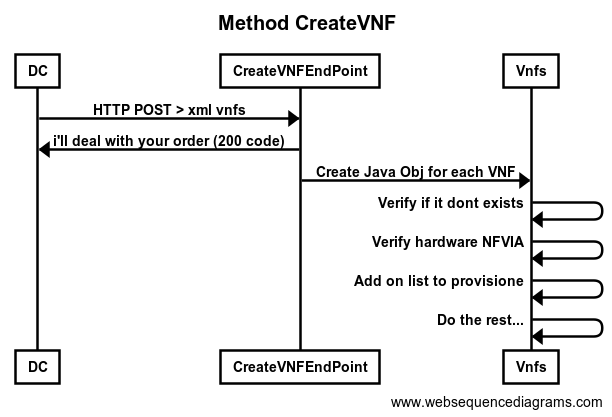 Method CreateVNF
DC
CreateVNFEndPoint
Vnfs
HTTP POST > xml vnfs
i'll deal with your order (200 code)
Create Java Obj for each VNF
Verify if it dont exists
Verify hardware NFVIA
Add on list to provisione
Do the rest...
DC
CreateVNFEndPoint
Vnfs
www.websequencediagrams.com